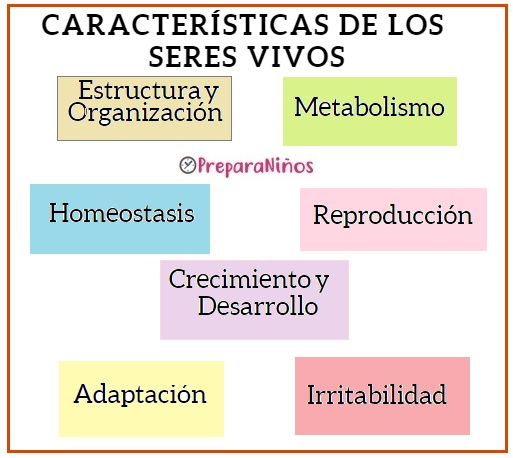 CARACTERÍSTICAS DE LOS
SERES VIVOS
Estructura y
Organización
Metabolismo
PreparaNiños
Homeostasis
Reproducción
Crecimiento y
Desarrollo
Adaptación
Irritabilidad